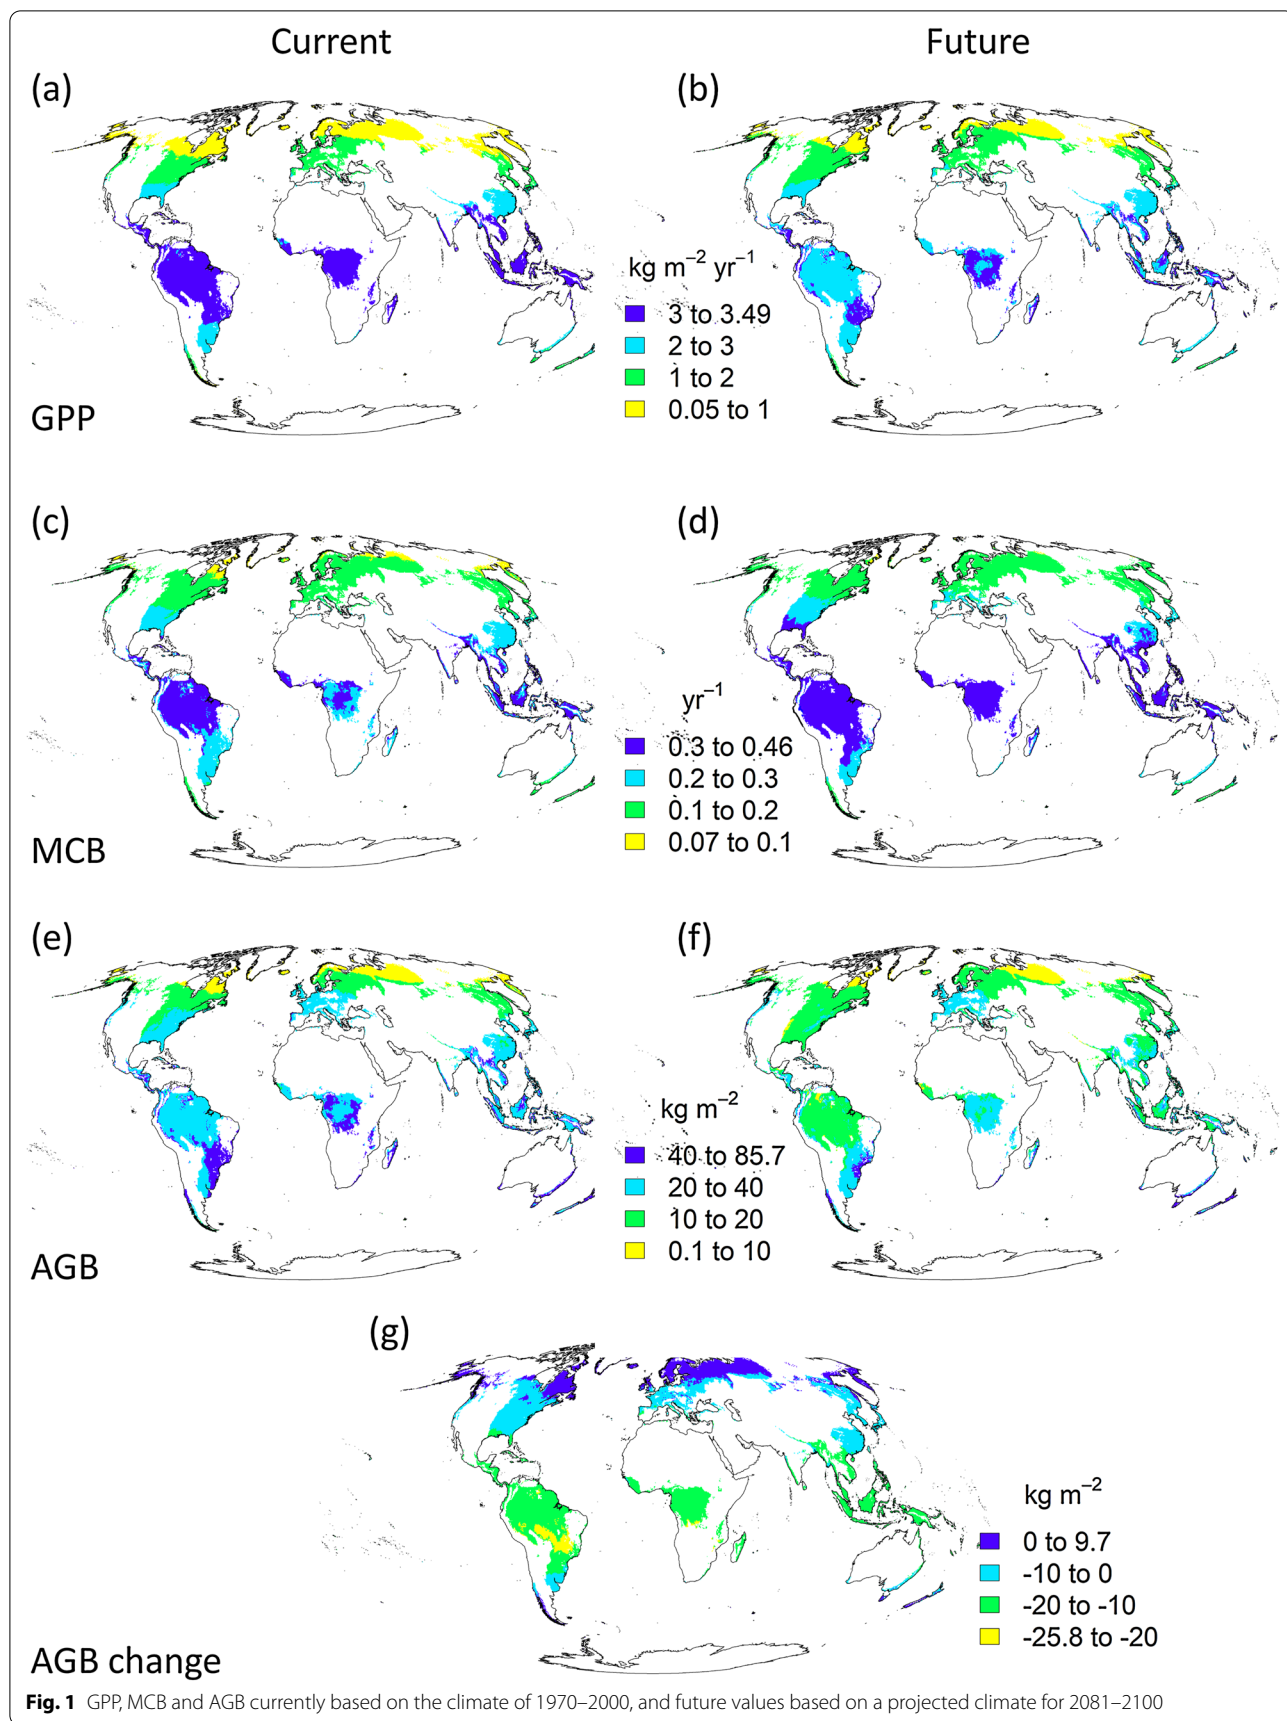 Current
Future
(a)
(b)
kg m⁻² yr⁻¹
3 to 3.49
2 to 3
1 to 2
0.05 to 1
GPP
(c)
(d)
yr⁻¹
0.3 to 0.46
0.2 to 0.3
0.1 to 0.2
0.07 to 0.1
MCB
(e)
(f)
kg m⁻²
40 to 85.7
20 to 40
10 to 20
0.1 to 10
AGB
(g)
kg m⁻²
0 to 9.7
-10 to 0
-20 to -10
-25.8 to -20
AGB change
Fig. 1 GPP, MCB and AGB currently based on the climate of 1970–2000, and future values based on a projected climate for 2081–2100